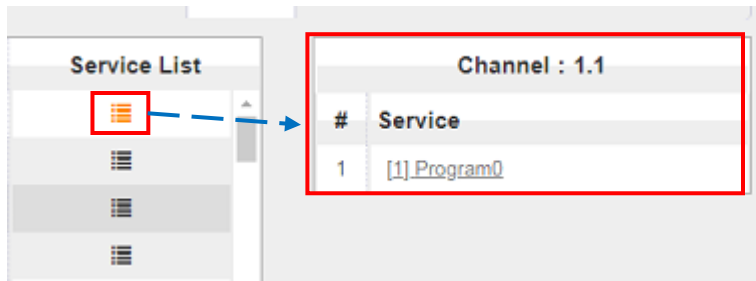 Service List
Channel : 1.1
# Service
1 [1] Program0